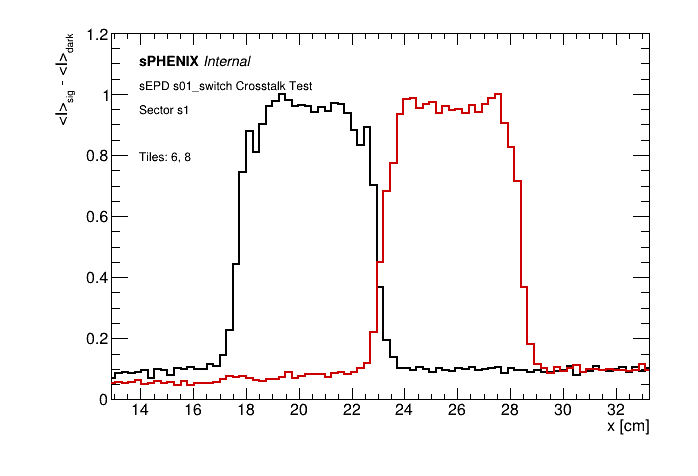 <I>sig - <I>dark
1.2
1
0.8
0.6
0.4
0.2
0
sPHENIX Internal
sEPD s01_switch Crosstalk Test
Sector s1
Tiles: 6, 8
14 16 18 20 22 24 26 28 30 32
x [cm]